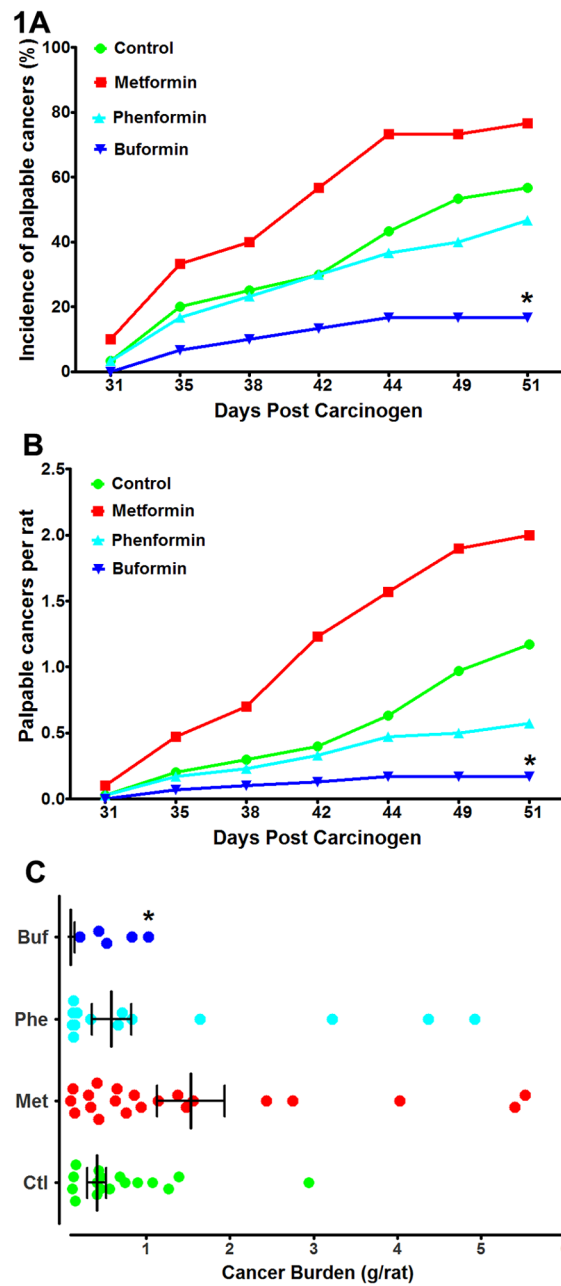 1A
Incidence of palpable cancers (%)
100
80
60
40
20
0
Control
Metformin
Phenformin
Buformin
*
31 35 38 42 44 49 51
Days Post Carcinogen
B
Palpable cancers per rat
2.5
2.0
1.5
1.0
0.5
0.0
Control
Metformin
Phenformin
Buformin
*
31 35 38 42 44 49 51
Days Post Carcinogen
C
Buf
*
Phe
Met
Ctl
1 2 3 4 5
Cancer Burden (g/rat)